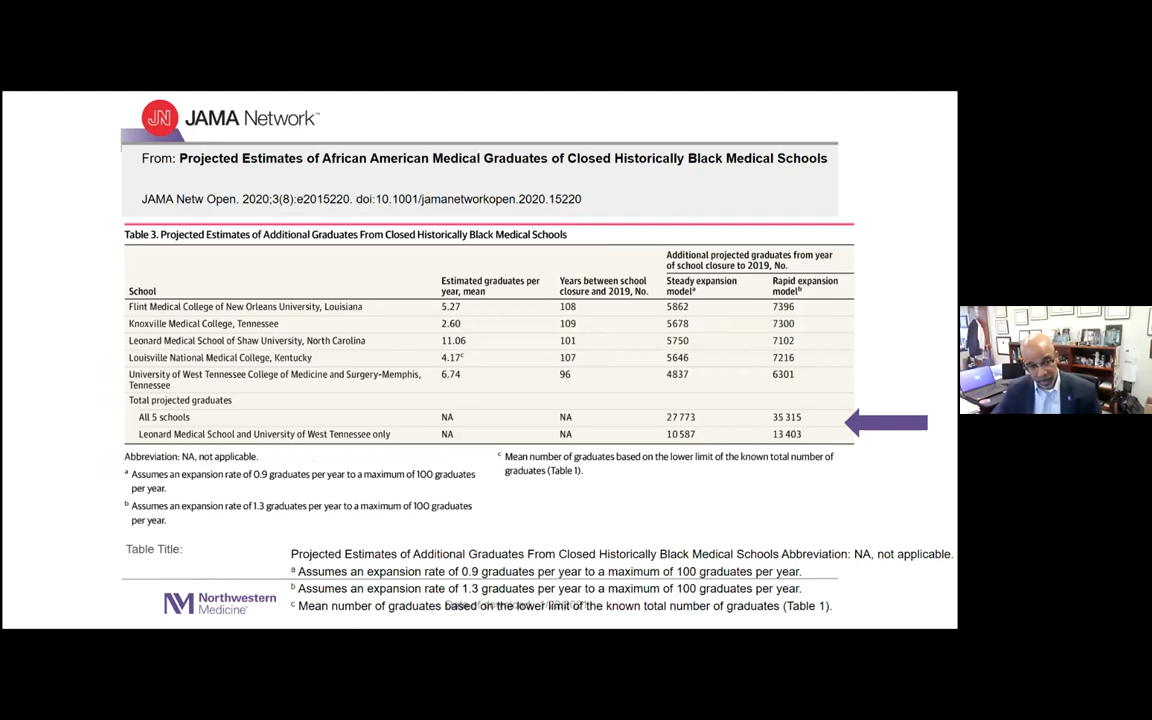 JN JAMA Network™
From: Projected Estimates of African American Medical Graduates of Closed Historically Black Medical Schools
JAMA Netw Open. 2020;3(8):e2015220. doi:10.1001/jamanetworkopen.2020.15220
Table 3. Projected Estimates of Additional Graduates From Closed Historically Black Medical Schools
Additional projected graduates from year
of school closure to 2019, No.
Estimated graduates per Years between school Steady expansion Rapid expansion
School year, mean closure and 2019, No. model^a model^b
Flint Medical College of New Orleans University, Louisiana 5.27 108 5862 7396
Knoxville Medical College, Tennessee 2.60 109 5678 7300
Leonard Medical School of Shaw University, North Carolina 11.06 101 5750 7102
Louisville National Medical College, Kentucky 4.17^c 107 5646 7216
University of West Tennessee College of Medicine and Surgery-Memphis, 6.74 96 4837 6301
Tennessee
Total projected graduates
All 5 schools NA NA 27 773 35 315
Leonard Medical School and University of West Tennessee only NA NA 10 587 13 403
Abbreviation: NA, not applicable.
^a Assumes an expansion rate of 0.9 graduates per year to a maximum of 100 graduates
per year.
^b Assumes an expansion rate of 1.3 graduates per year to a maximum of 100 graduates
per year.
^c Mean number of graduates based on the lower limit of the known total number of
graduates (Table 1).
Table Title:
Projected Estimates of Additional Graduates From Closed Historically Black Medical Schools Abbreviation: NA, not applicable.
^a Assumes an expansion rate of 0.9 graduates per year to a maximum of 100 graduates per year.
^b Assumes an expansion rate of 1.3 graduates per year to a maximum of 100 graduates per year.
^c Mean number of graduates based on the lower limit of the known total number of graduates (Table 1).
NM Northwestern
Medicine®